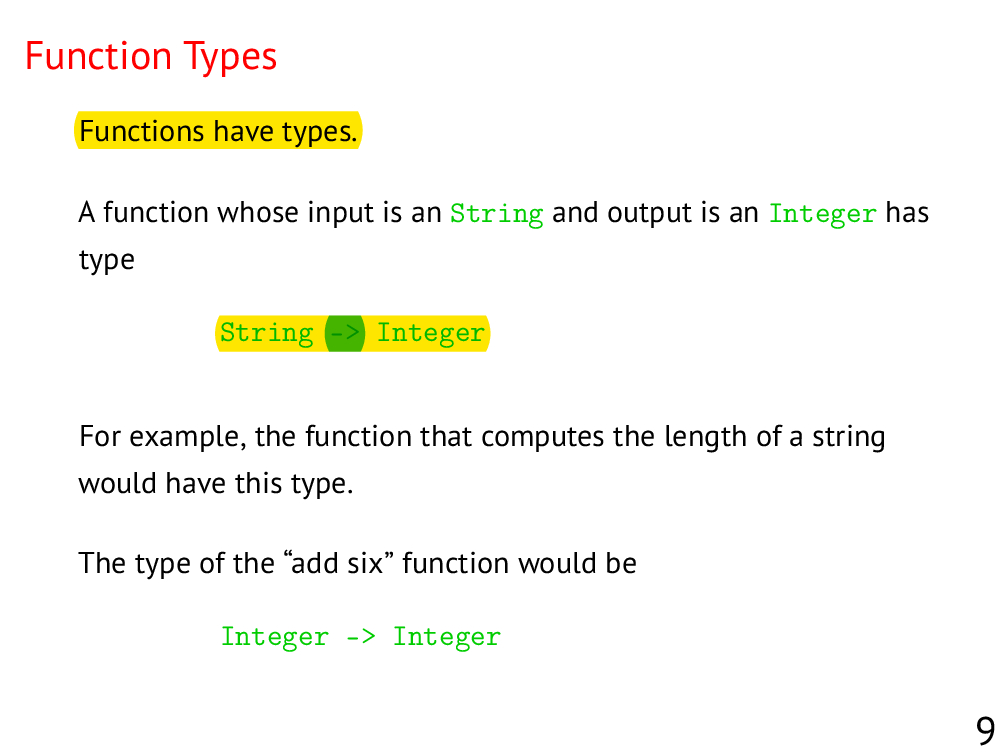 Function Types
Functions have types.
A function whose input is an String and output is an Integer has
type
String -> Integer
For example, the function that computes the length of a string
would have this type.
The type of the “add six” function would be
Integer -> Integer
9